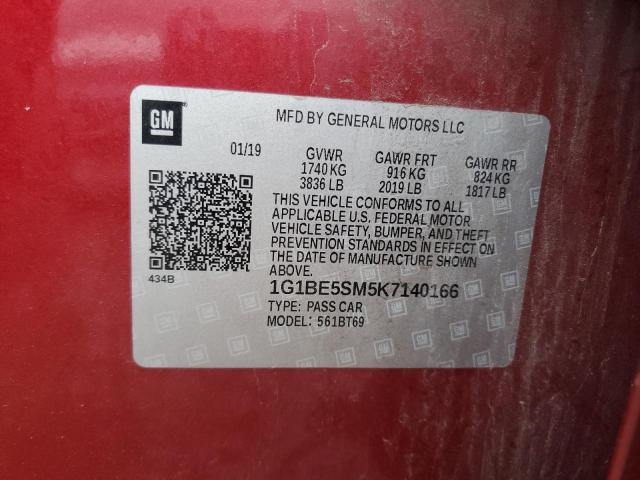 GM
MFD BY GENERAL MOTORS LLC
01/19 GVWR GAWR FRT GAWR RR
1740 KG 916 KG 824 KG
3836 LB 2019 LB 1817 LB
THIS VEHICLE CONFORMS TO ALL
APPLICABLE U.S. FEDERAL MOTOR
VEHICLE SAFETY, BUMPER, AND THEFT
PREVENTION STANDARDS IN EFFECT ON
THE DATE OF MANUFACTURE SHOWN
ABOVE.
434B
1G1BE5SM5K7140166
TYPE: PASS CAR
MODEL: 561BT69